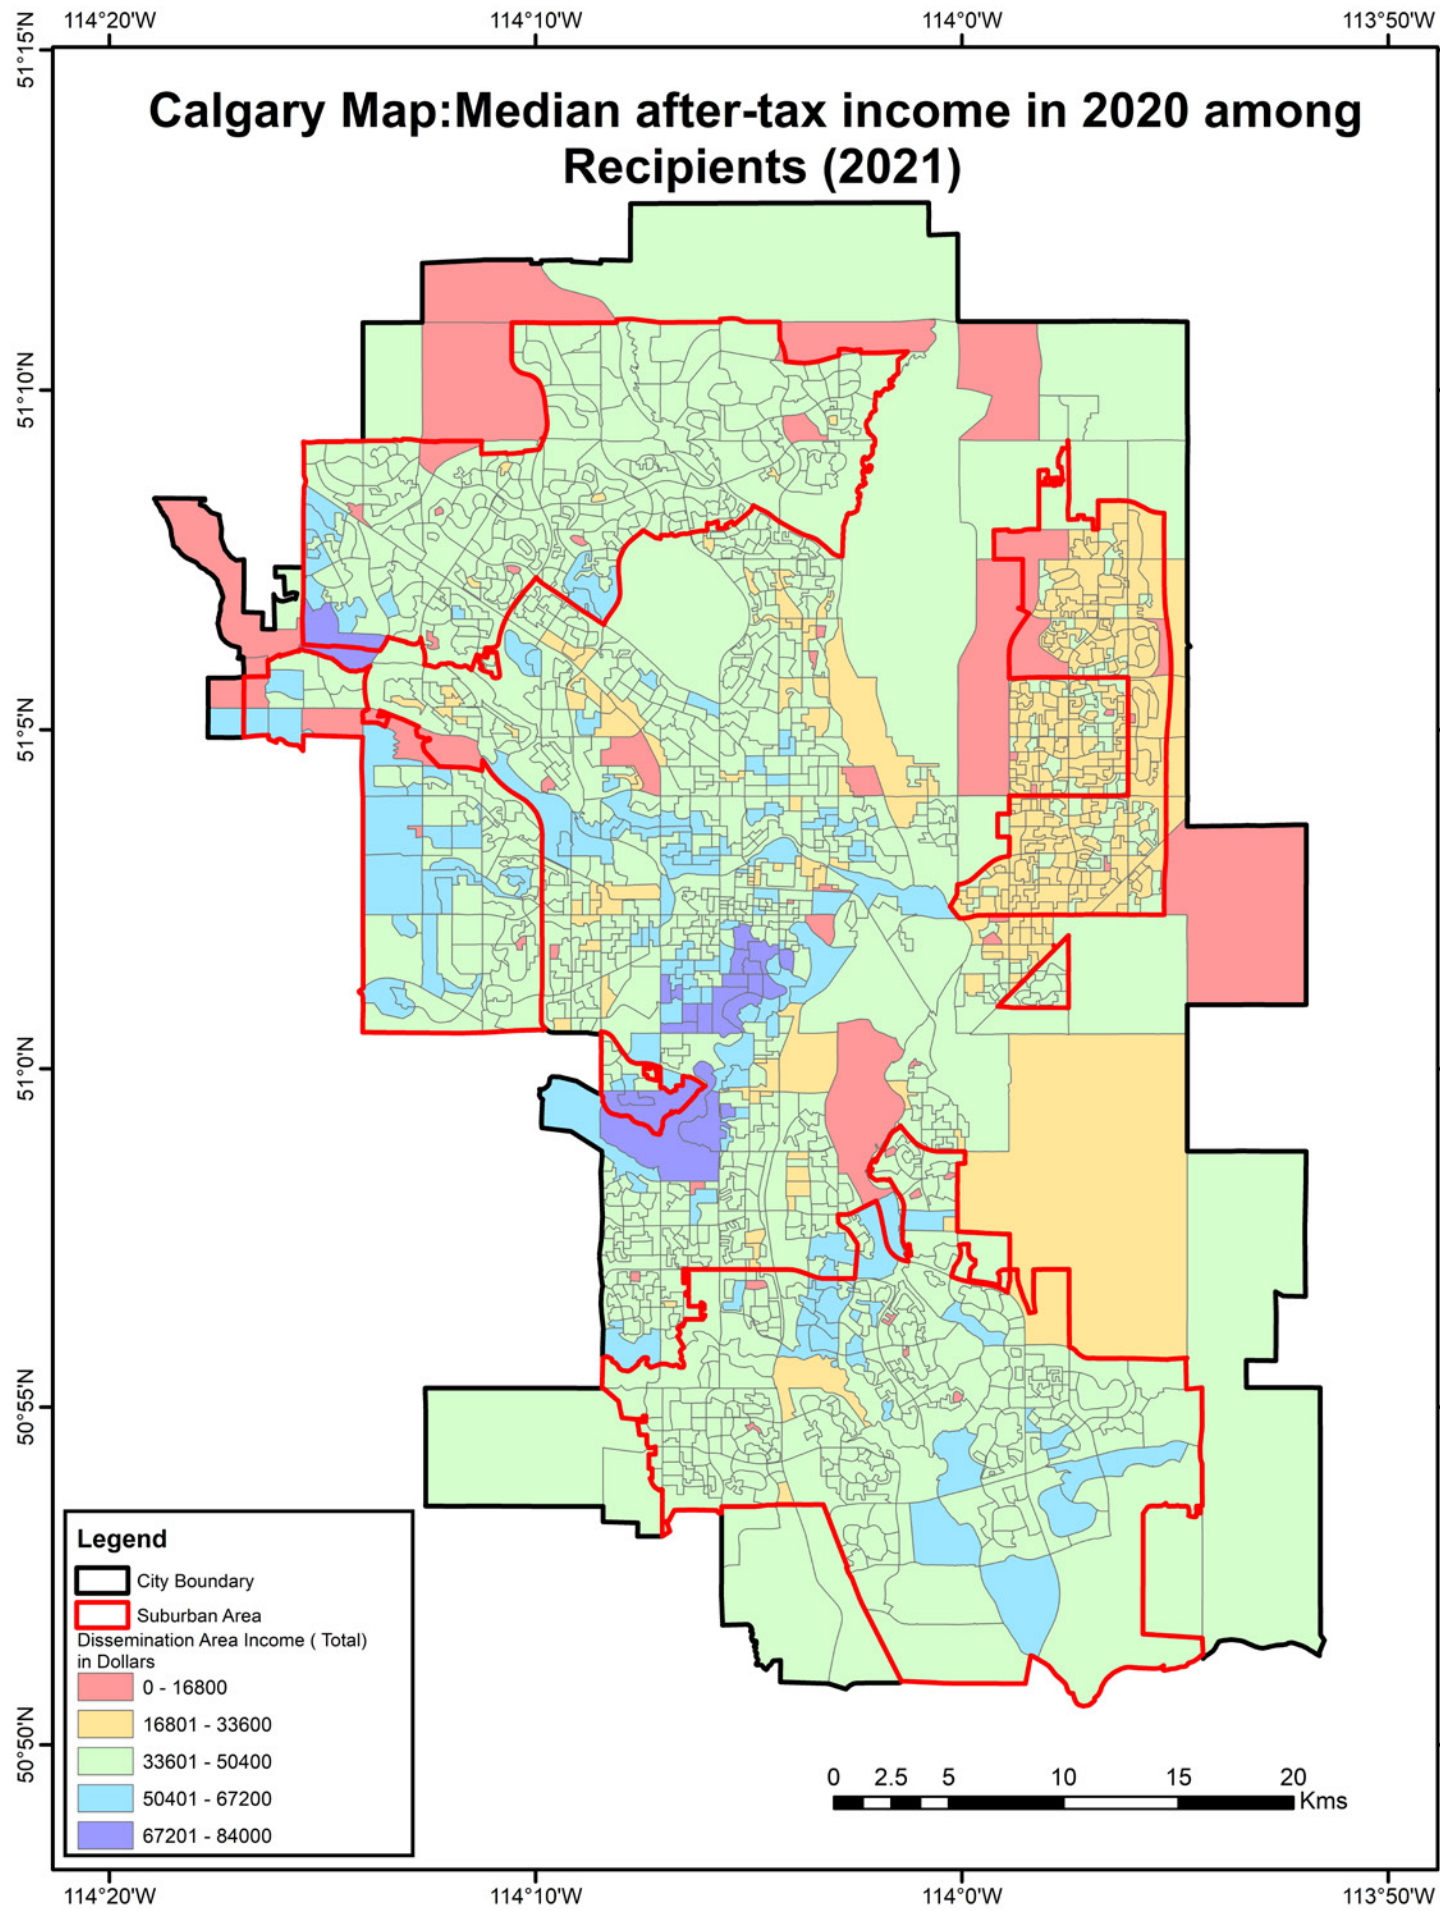 114°20'W 114°10'W 114°0'W 113°50'W
51°15'N
Calgary Map:Median after-tax income in 2020 among
Recipients (2021)
51°10'N
51°5'N
51°0'N
50°55'N
50°50'N
Legend
City Boundary
Suburban Area
Dissemination Area Income ( Total)
in Dollars
0 - 16800
16801 - 33600
33601 - 50400
50401 - 67200
67201 - 84000
0 2.5 5 10 15 20
Kms
114°20'W 114°10'W 114°0'W 113°50'W